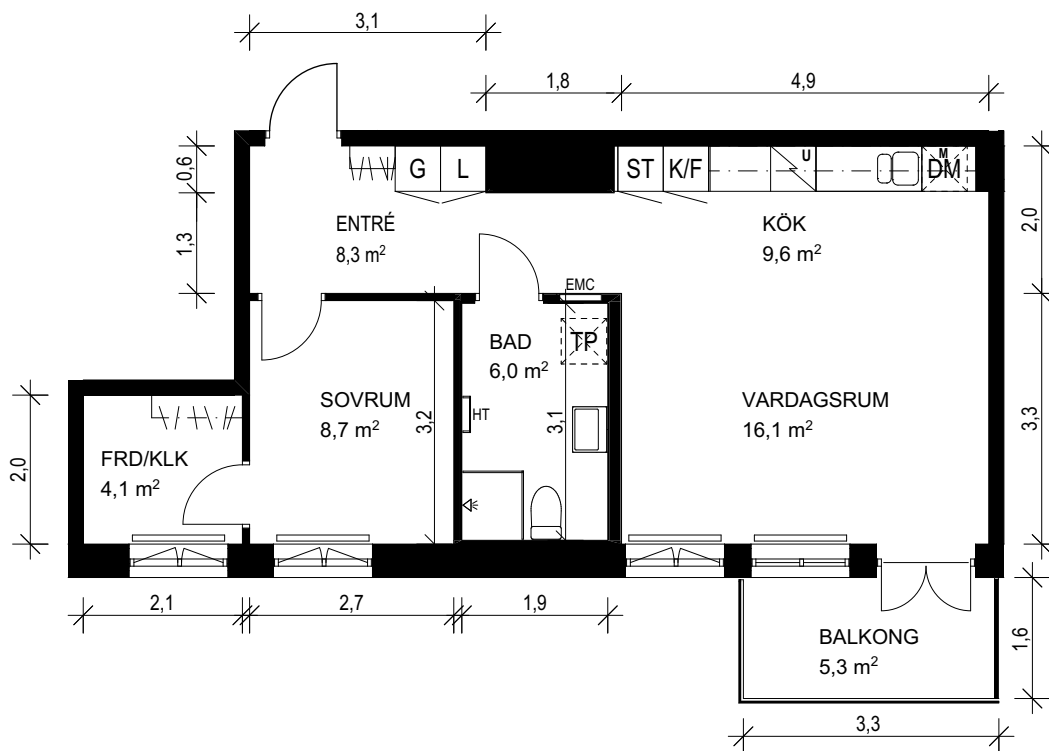 3,1
1,8
4,9
0,6
1,3
2,0
G
L
ST
K/F
U
M
DM
ENTRÉ
8,3 m²
KÖK
9,6 m²
EMC
BAD
6,0 m²
TP
SOVRUM
8,7 m²
3,2
HT
3,1
VARDAGSRUM
16,1 m²
3,3
2,0
FRD/KLK
4,1 m²
2,1
2,7
1,9
BALKONG
5,3 m²
1,6
3,3